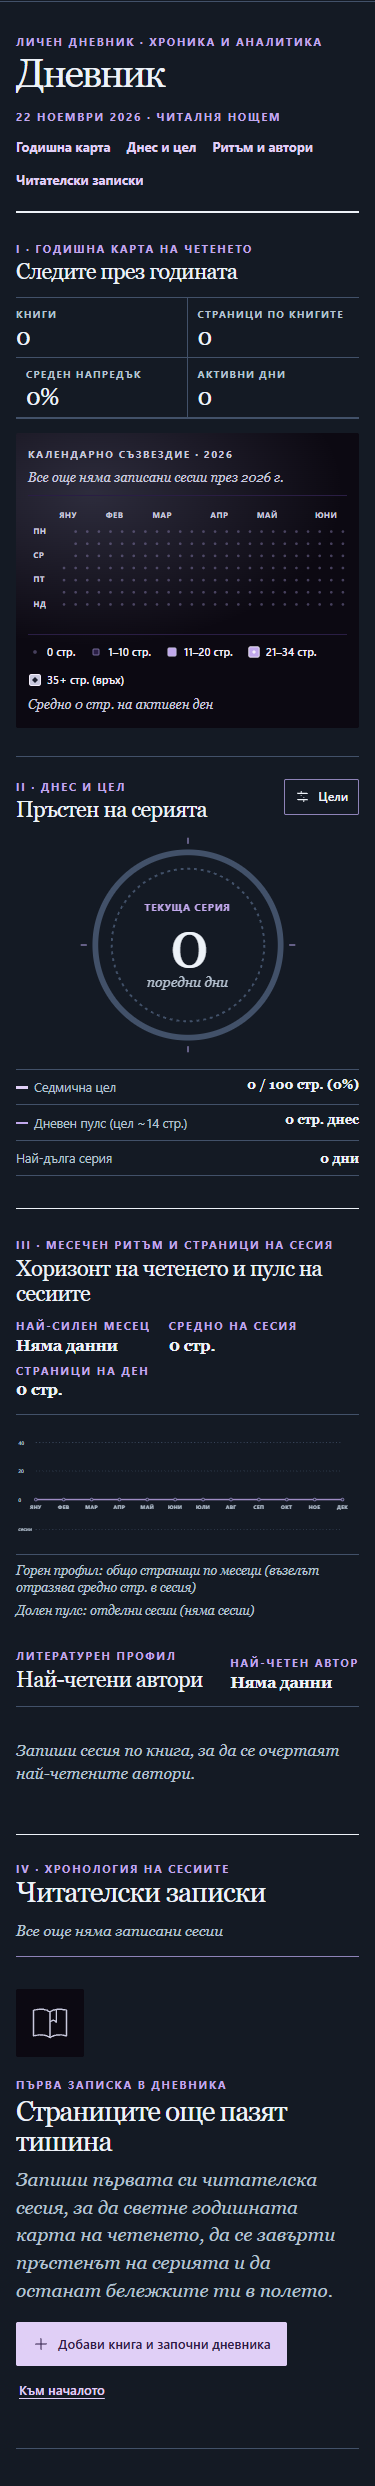 ЛИЧЕН ДНЕВНИК · ХРОНИКА И АНАЛИТИКА
Дневник
22 НОЕМВРИ 2026 · ЧИТАЛНЯ НОЩЕМ
Годишна карта Днес и цел Ритъм и автори
Читателски записки
I · ГОДИШНА КАРТА НА ЧЕТЕНЕТО
Следите през годината
КНИГИ
0
СТРАНИЦИ ПО КНИГИТЕ
0
СРЕДЕН НАПРЕДЪК
0%
АКТИВНИ ДНИ
0
КАЛЕНДАРНО СЪЗВЕЗДИЕ · 2026
Все още няма записани сесии през 2026 г.
ЯНУ ФЕВ МАР АПР МАЙ ЮНИ
ПН
СР
ПТ
НД
0 стр. 1–10 стр. 11–20 стр. 21–34 стр.
35+ стр. (връх)
Средно 0 стр. на активен ден
II · ДНЕС И ЦЕЛ
Пръстен на серията
Цели
ТЕКУЩА СЕРИЯ
0
поредни дни
Седмична цел 0 / 100 стр. (0%)
Дневен пулс (цел ~14 стр.) 0 стр. днес
Най-дълга серия 0 дни
III · МЕСЕЧЕН РИТЪМ И СТРАНИЦИ НА СЕСИЯ
Хоризонт на четенето и пулс на
сесиите
НАЙ-СИЛЕН МЕСЕЦ
Няма данни
СРЕДНО НА СЕСИЯ
0 стр.
СТРАНИЦИ НА ДЕН
0 стр.
40
20
0
ЯНУ ФЕВ МАР АПР МАЙ ЮНИ ЮЛИ АВГ СЕП ОКТ НОЕ ДЕК
СЕСИИ
Горен профил: общо страници по месеци (възелът
отразява средно стр. в сесия)
Долен пулс: отделни сесии (няма сесии)
ЛИТЕРАТУРЕН ПРОФИЛ
Най-четени автори
НАЙ-ЧЕТЕН АВТОР
Няма данни
Запиши сесия по книга, за да се очертаят
най-четените автори.
IV · ХРОНОЛОГИЯ НА СЕСИИТЕ
Читателски записки
Все още няма записани сесии
ПЪРВА ЗАПИСКА В ДНЕВНИКА
Страниците още пазят
тишина
Запиши първата си читателска
сесия, за да светне годишната
карта на четенето, да се завърти
пръстенът на серията и да
останат бележките ти в полето.
Добави книга и започни дневника
Към началото